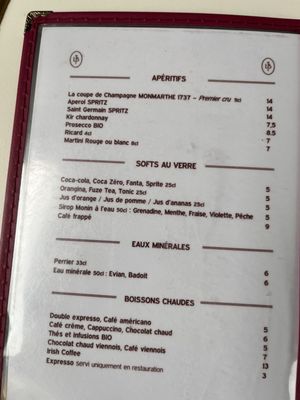 APÉRITIFS
La coupe de Champagne MONMARTHE 1737 – Premier cru 11cl 14
Aperol SPRITZ 14
Saint Germain SPRITZ 14
Kir chardonnay 7,5
Prosecco BIO 8.5
Ricard 4cl 7
Martini Rouge ou blanc 8cl 7
SOFTS AU VERRE
Coca-cola, Coca Zéro, Fanta, Sprite 25cl 5
Orangina, Fuze Tea, Tonic 25cl 5
Jus d'orange / Jus de pomme / Jus d'ananas 25cl 5
Sirop Monin à l'eau 50cl : Grenadine, Menthe, Fraise, Violette, Pêche 5
Café frappé 9
EAUX MINÉRALES
Perrier 33cl 6
Eau minérale 50cl : Evian, Badoit 6
BOISSONS CHAUDES
Double expresso, Café américano 5
Café crème, Cappuccino, Chocolat chaud 6
Thés et infusions BIO 5
Chocolat chaud viennois, Café viennois 7
Irish Coffee 13
Expresso servi uniquement en restauration 3